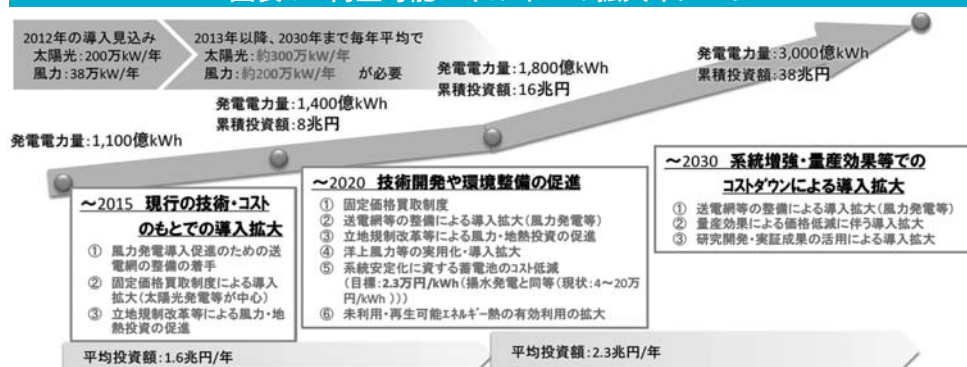 2012年の導入見込み
太陽光:200万kW/年
風力:38万kW/年
2013年以降、2030年まで毎年平均で
太陽光:約300万kW/年
風力:約200万kW/年 が必要
発電電力量:1,100億kWh
発電電力量:1,400億kWh
累積投資額:8兆円
発電電力量:1,800億kWh
累積投資額:16兆円
発電電力量:3,000億kWh
累積投資額:38兆円
~2015 現行の技術・コスト
のもとでの導入拡大
① 風力発電導入促進のための送
電網の整備の着手
② 固定価格買取制度による導入
拡大(太陽光発電等が中心)
③ 立地規制改革等による風力・地
熱投資の促進
~2020 技術開発や環境整備の促進
① 固定価格買取制度
② 送電網等の整備による導入拡大(風力発電等)
③ 立地規制改革等による風力・地熱投資の促進
④ 洋上風力等の実用化・導入拡大
⑤ 系統安定化に資する蓄電池のコスト低減
(目標:2.3万円/kWh(揚水発電と同等(現状:4~20万
円/kWh )))
⑥ 未利用・再生可能エネルギー熱の有効利用の拡大
~2030 系統増強・量産効果等での
コストダウンによる導入拡大
① 送電網等の整備による導入拡大(風力発電等)
② 量産効果による価格低減に伴う導入拡大
③ 研究開発・実証成果の活用による導入拡大
平均投資額:1.6兆円/年
平均投資額:2.3兆円/年